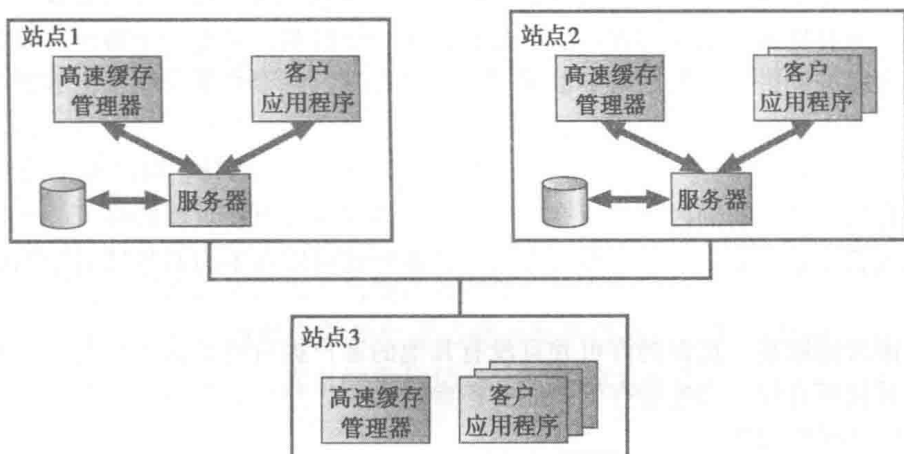 站点1
高速缓存
管理器
客户
应用程序
服务器
站点2
高速缓存
管理器
客户
应用程序
服务器
站点3
高速缓存
管理器
客户
应用程序